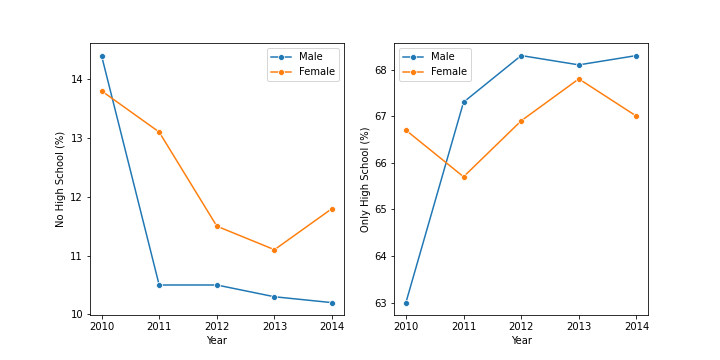 Male
Female
14
13
12
11
10
No High School (%)
2010 2011 2012 2013 2014
Year
Male
Female
68
67
66
65
64
63
Only High School (%)
2010 2011 2012 2013 2014
Year